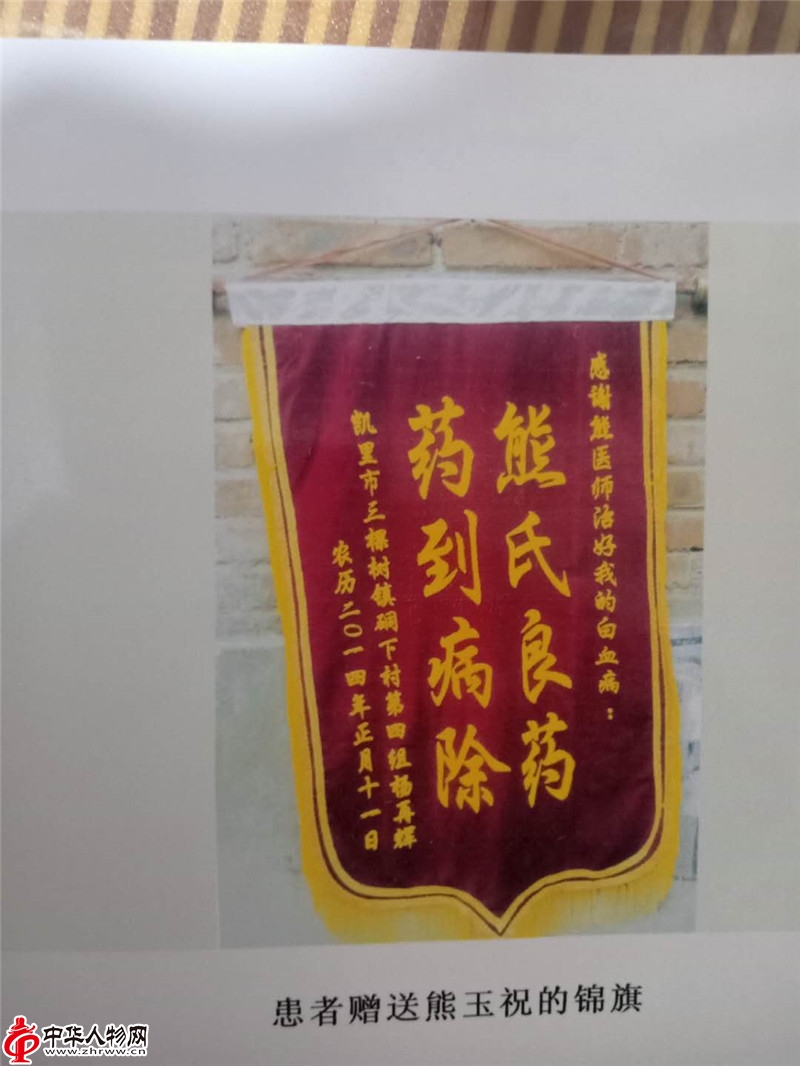 感谢熊医师治好我的白血病：
熊氏良药
药到病除
凯里市三棵树镇硐下村第四组杨再辉
农历二〇一四年正月十一日
患者赠送熊玉祝的锦旗
中华人物网
www.zhrww.cn